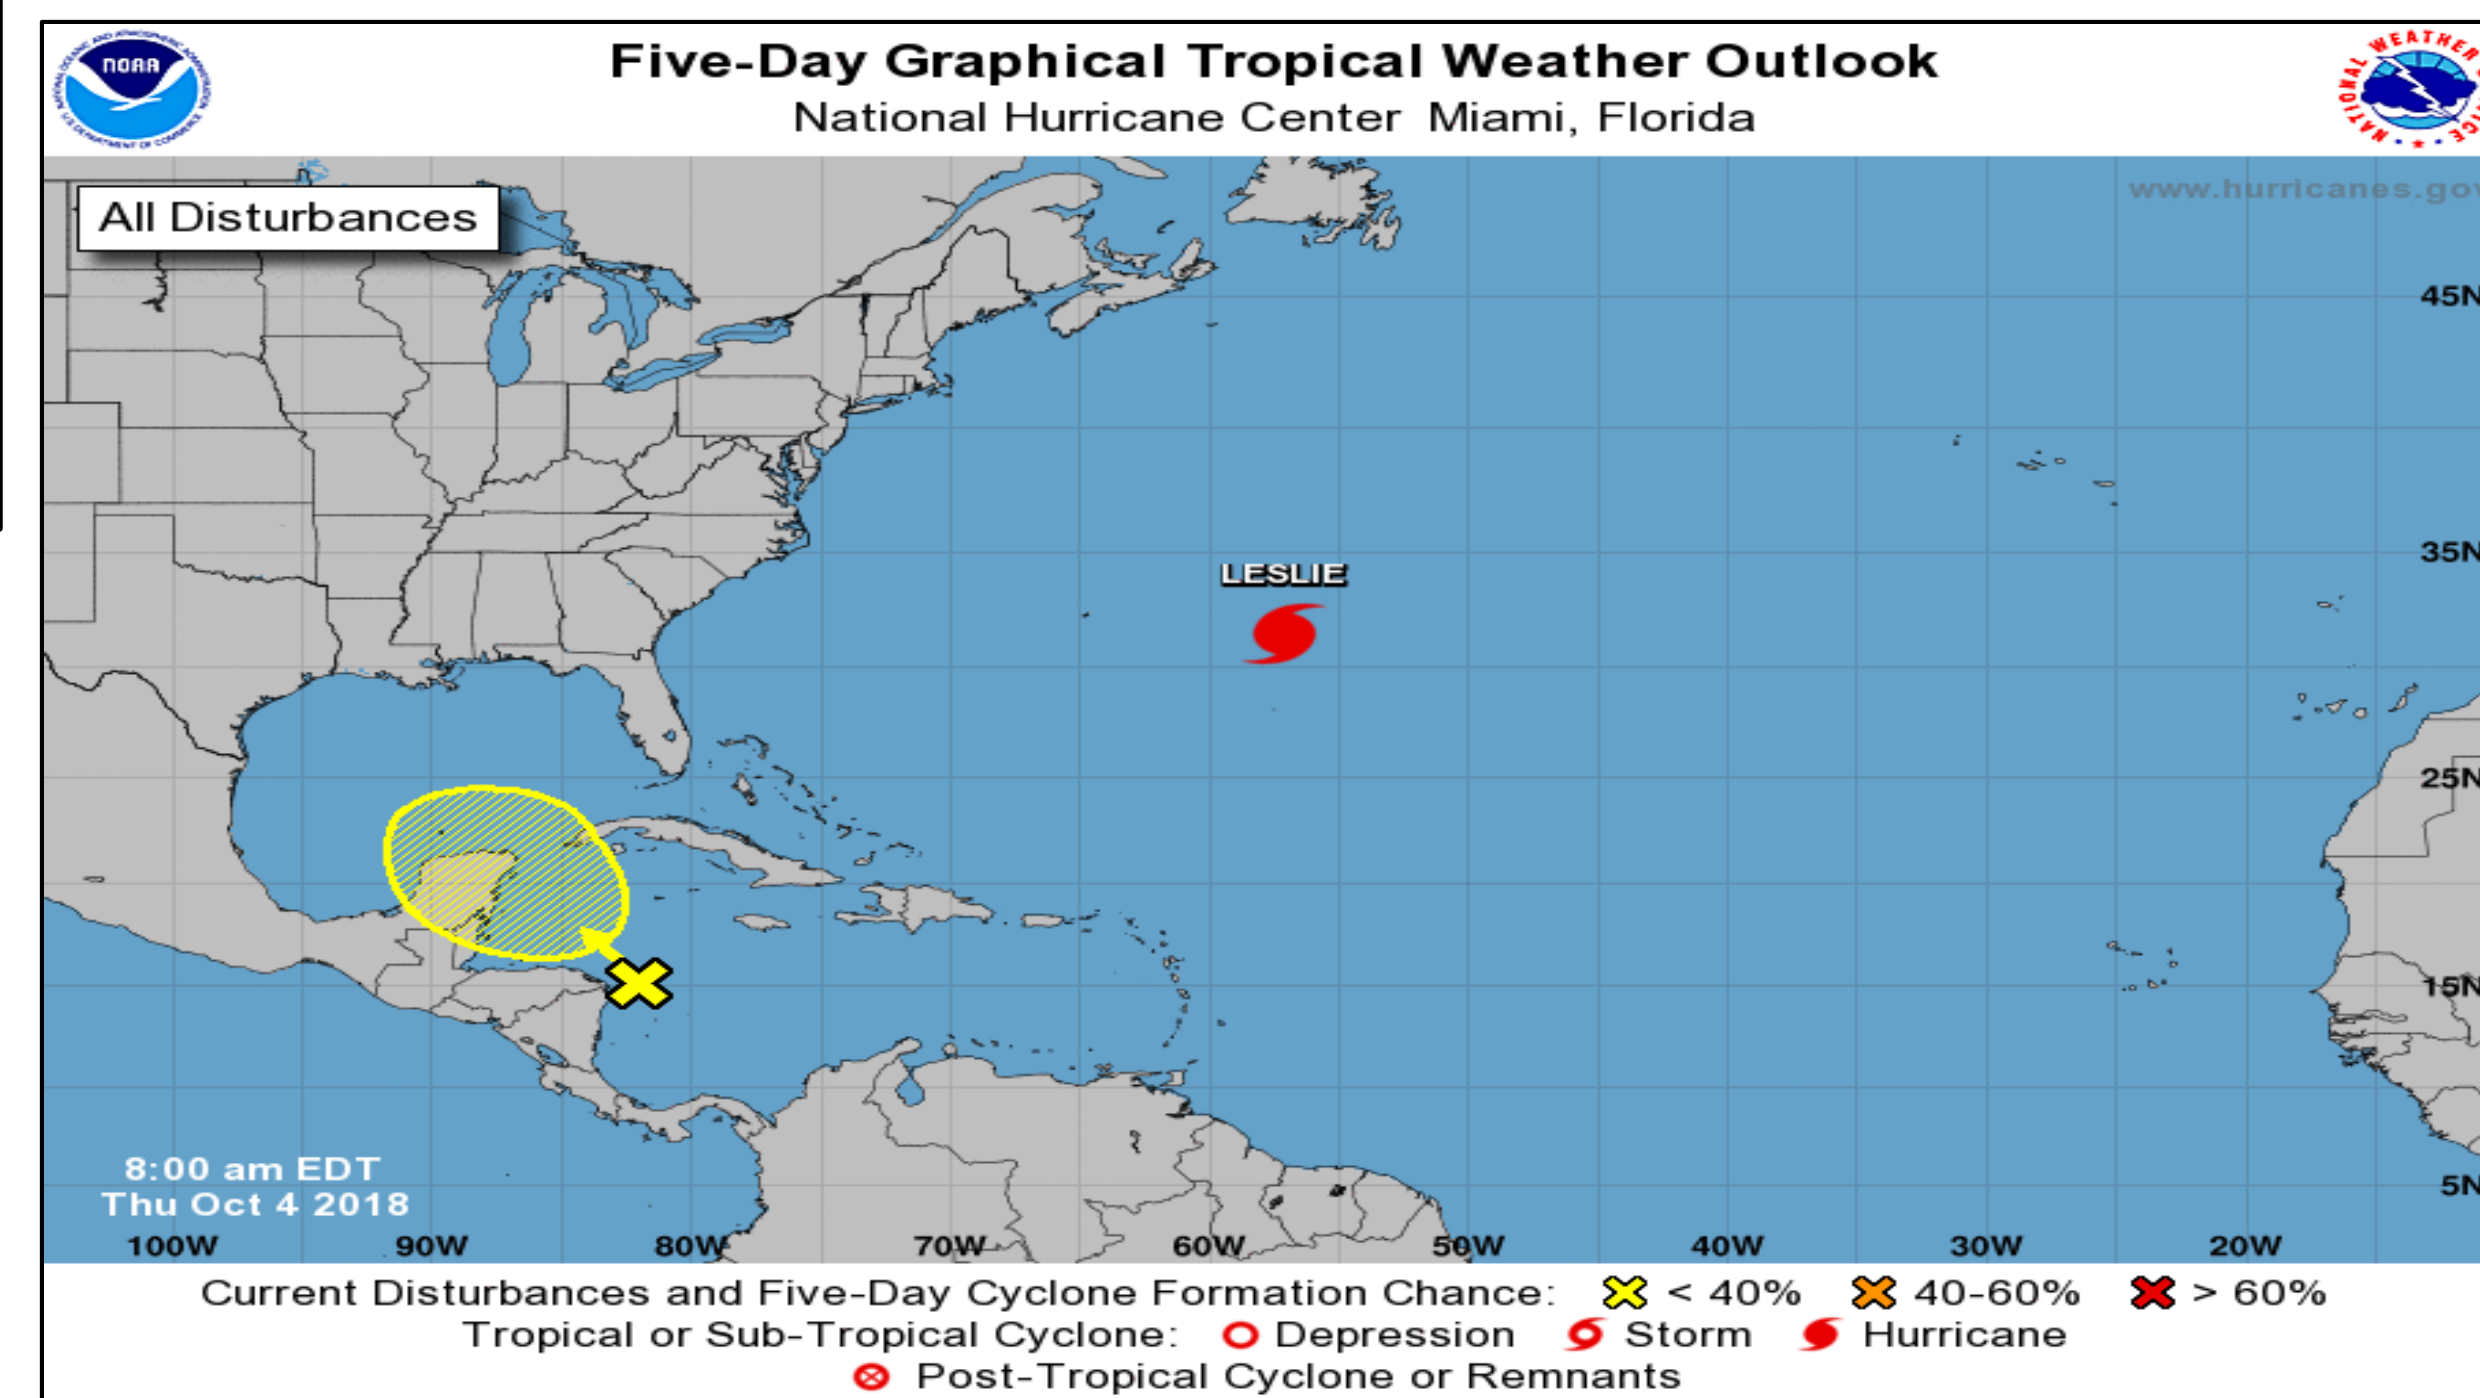 Five-Day Graphical Tropical Weather Outlook
National Hurricane Center Miami, Florida
NOAA
NATIONAL WEATHER
All Disturbances
www.hurricanes.gov
45N
35N
LESLIE
25N
15N
5N
8:00 am EDT
Thu Oct 4 2018
100W 90W 80W 70W 60W 50W 40W 30W 20W
Current Disturbances and Five-Day Cyclone Formation Chance: < 40% 40-60% > 60%
Tropical or Sub-Tropical Cyclone: Depression Storm Hurricane
Post-Tropical Cyclone or Remnants